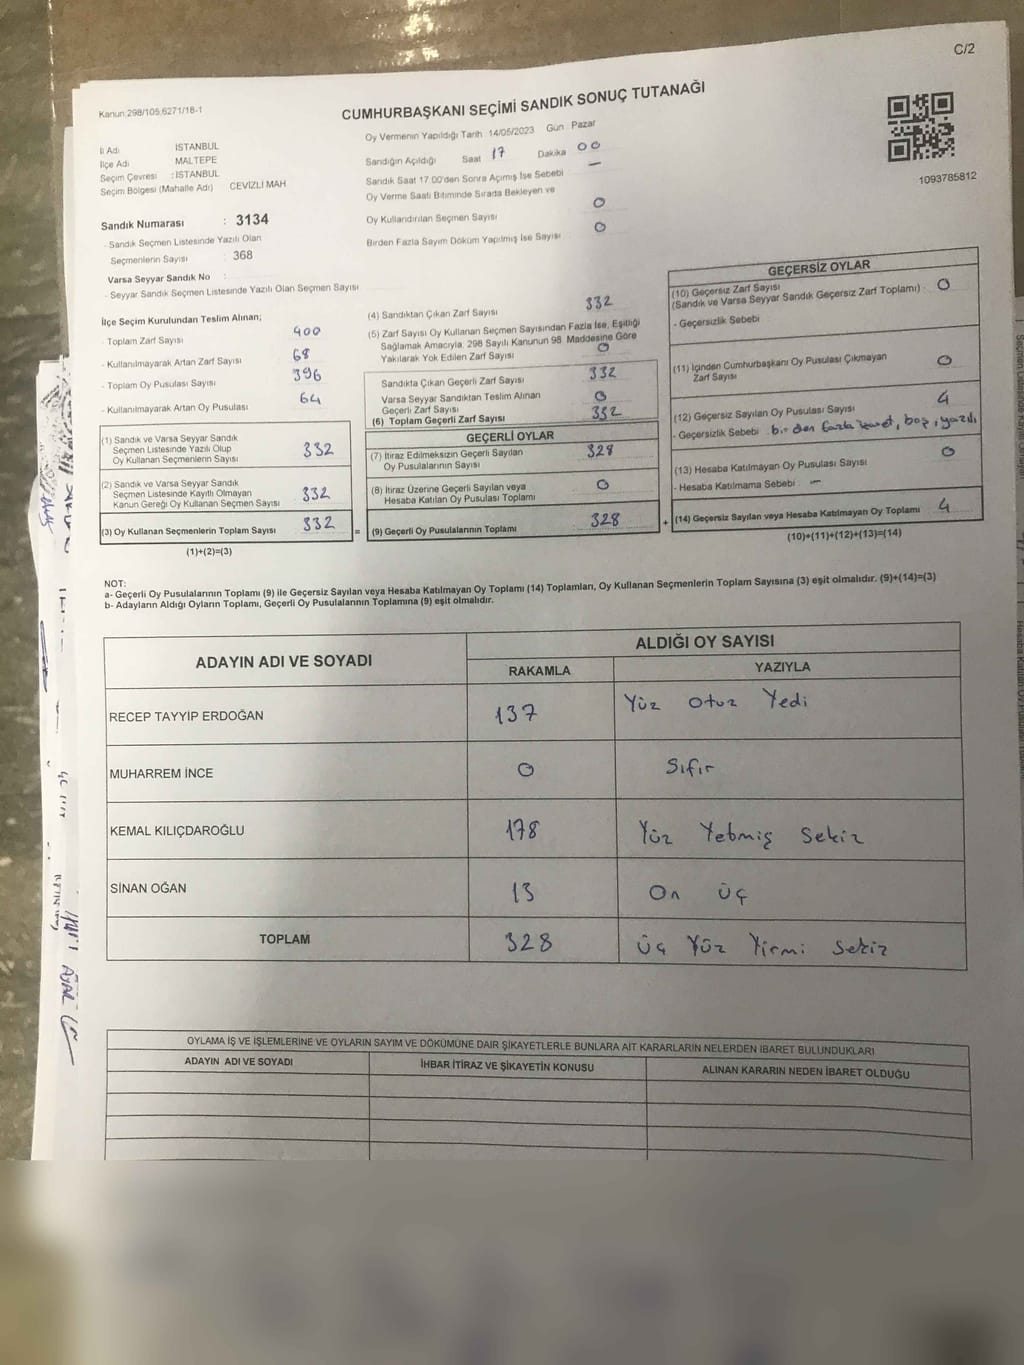 C/2
Kanun:298/105,6271/18-1
CUMHURBAŞKANI SEÇİMİ SANDIK SONUÇ TUTANAĞI
İl Adı İSTANBUL
İlçe Adı MALTEPE
Seçim Çevresi : İSTANBUL
Seçim Bölgesi (Mahalle Adı) CEVİZLİ MAH
Oy Vermenin Yapıldığı Tarih 14/05/2023 Gün Pazar
Sandığın Açıldığı Saat 17 Dakika 00
Sandık Saat 17:00'den Sonra Açımış İse Sebebi –
Oy Verme Saati Bitiminde Sırada Bekleyen ve
Oy Kullandırılan Seçmen Sayısı 0
Birden Fazla Sayım Döküm Yapılmış İse Sayısı 0
1093785812
Sandık Numarası : 3134
- Sandık Seçmen Listesinde Yazılı Olan
Seçmenlerin Sayısı : 368
Varsa Seyyar Sandık No :
- Seyyar Sandık Seçmen Listesinde Yazılı Olan Seçmen Sayısı
İlçe Seçim Kurulundan Teslim Alınan;
- Toplam Zarf Sayısı 400
- Kullanılmayarak Artan Zarf Sayısı 68
- Toplam Oy Pusulası Sayısı 396
- Kullanılmayarak Artan Oy Pusulası 64
(1) Sandık ve Varsa Seyyar Sandık
Seçmen Listesinde Yazılı Olup
Oy Kullanan Seçmenlerin Sayısı 332
(2) Sandık ve Varsa Seyyar Sandık
Seçmen Listesinde Kayıtlı Olmayan
Kanun Gereği Oy Kullanan Seçmen Sayısı 332
(3) Oy Kullanan Seçmenlerin Toplam Sayısı 332
(1)+(2)=(3)
(4) Sandıktan Çıkan Zarf Sayısı 332
(5) Zarf Sayısı Oy Kullanan Seçmen Sayısından Fazla İse, Eşitliği
Sağlamak Amacıyla, 298 Sayılı Kanunun 98 Maddesine Göre
Yakılarak Yok Edilen Zarf Sayısı 0
Sandıkta Çıkan Geçerli Zarf Sayısı 332
Varsa Seyyar Sandıktan Teslim Alınan
Geçerli Zarf Sayısı 0
(6) Toplam Geçerli Zarf Sayısı 332
GEÇERLİ OYLAR
(7) İtiraz Edilmeksizin Geçerli Sayılan
Oy Pusulalarının Sayısı 328
(8) İtiraz Üzerine Geçerli Sayılan veya
Hesaba Katılan Oy Pusulası Toplamı 0
= (9) Geçerli Oy Pusulalarının Toplamı 328
GEÇERSİZ OYLAR
(10) Geçersiz Zarf Sayısı
(Sandık ve Varsa Seyyar Sandık Geçersiz Zarf Toplamı) 0
- Geçersizlik Sebebi
(11) İçinden Cumhurbaşkanı Oy Pusulası Çıkmayan
Zarf Sayısı 0
(12) Geçersiz Sayılan Oy Pusulası Sayısı 4
- Geçersizlik Sebebi birden fazla işaret, boş, yazılı
(13) Hesaba Katılmayan Oy Pusulası Sayısı 0
- Hesaba Katılmama Sebebi –
+ (14) Geçersiz Sayılan veya Hesaba Katılmayan Oy Toplamı 4
(10)+(11)+(12)+(13)=(14)
NOT:
a- Geçerli Oy Pusulalarının Toplamı (9) ile Geçersiz Sayılan veya Hesaba Katılmayan Oy Toplamı (14) Toplamları, Oy Kullanan Seçmenlerin Toplam Sayısına (3) eşit olmalıdır. (9)+(14)=(3)
b- Adayların Aldığı Oyların Toplamı, Geçerli Oy Pusulalarının Toplamına (9) eşit olmalıdır.
ADAYIN ADI VE SOYADI ALDIĞI OY SAYISI
RAKAMLA YAZIYLA
RECEP TAYYİP ERDOĞAN 137 Yüz Otuz Yedi
MUHARREM İNCE 0 Sıfır
KEMAL KILIÇDAROĞLU 178 Yüz Yetmiş Sekiz
SİNAN OĞAN 13 On üç
TOPLAM 328 üç Yüz Yirmi Sekiz
OYLAMA İŞ VE İŞLEMLERİNE VE OYLARIN SAYIM VE DÖKÜMÜNE DAİR ŞİKAYETLERLE BUNLARA AİT KARARLARIN NELERDEN İBARET BULUNDUKLARI
ADAYIN ADI VE SOYADI İHBAR İTİRAZ VE ŞİKAYETİN KONUSU ALINAN KARARIN NEDEN İBARET OLDUĞU